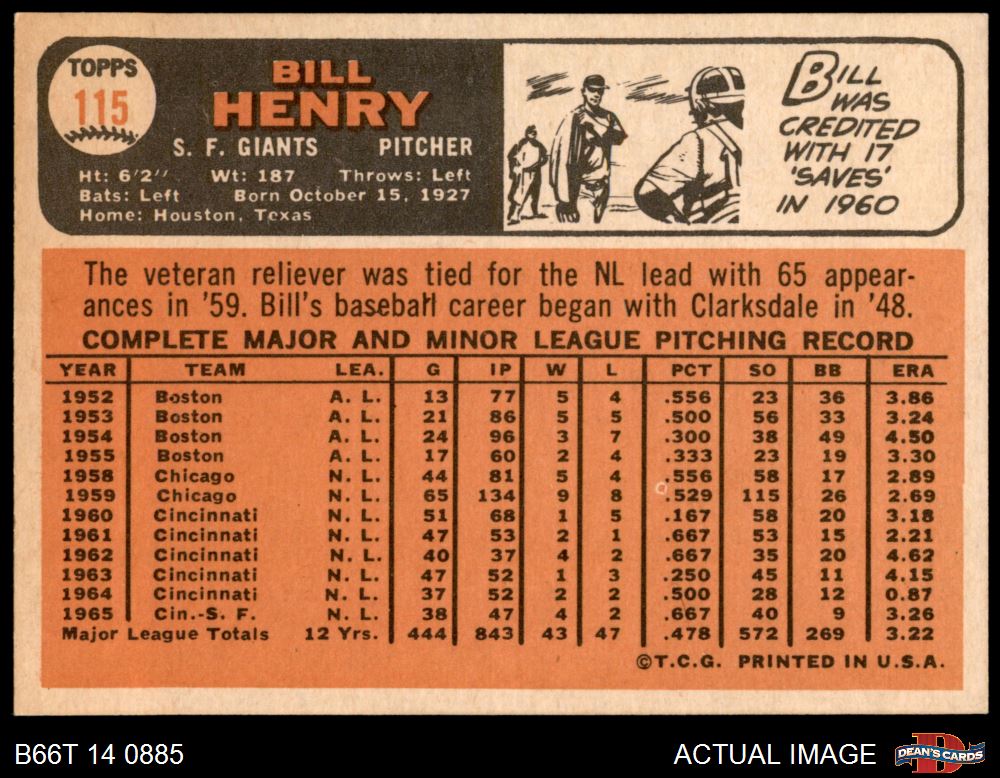 TOPPS
115
BILL
HENRY
S. F. GIANTS PITCHER
Ht: 6'2'' Wt: 187 Throws: Left
Bats: Left Born October 15, 1927
Home: Houston, Texas
BILL
WAS
CREDITED
WITH 17
'SAVES'
IN 1960
The veteran reliever was tied for the NL lead with 65 appear-
ances in '59. Bill's baseball career began with Clarksdale in '48.
COMPLETE MAJOR AND MINOR LEAGUE PITCHING RECORD
YEAR TEAM LEA. G IP W L PCT SO BB ERA
1952 Boston A. L. 13 77 5 4 .556 23 36 3.86
1953 Boston A. L. 21 86 5 5 .500 56 33 3.24
1954 Boston A. L. 24 96 3 7 .300 38 49 4.50
1955 Boston A. L. 17 60 2 4 .333 23 19 3.30
1958 Chicago N. L. 44 81 5 4 .556 58 17 2.89
1959 Chicago N. L. 65 134 9 8 .529 115 26 2.69
1960 Cincinnati N. L. 51 68 1 5 .167 58 20 3.18
1961 Cincinnati N. L. 47 53 2 1 .667 53 15 2.21
1962 Cincinnati N. L. 40 37 4 2 .667 35 20 4.62
1963 Cincinnati N. L. 47 52 1 3 .250 45 11 4.15
1964 Cincinnati N. L. 37 52 2 2 .500 28 12 0.87
1965 Cin.-S. F. N. L. 38 47 4 2 .667 40 9 3.26
Major League Totals 12 Yrs. 444 843 43 47 .478 572 269 3.22
©T.C.G. PRINTED IN U.S.A.
B66T 14 0885 ACTUAL IMAGE
DEAN'S CARDS